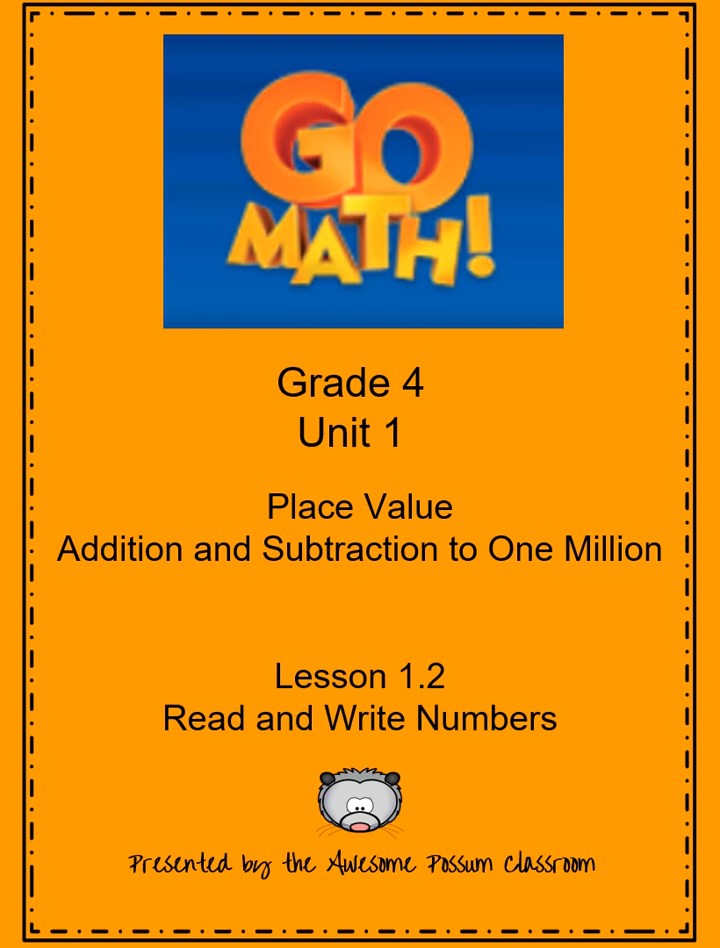 GO
MATH!
Grade 4
Unit 1
Place Value
Addition and Subtraction to One Million
Lesson 1.2
Read and Write Numbers
Presented by the Awesome Possum Classroom